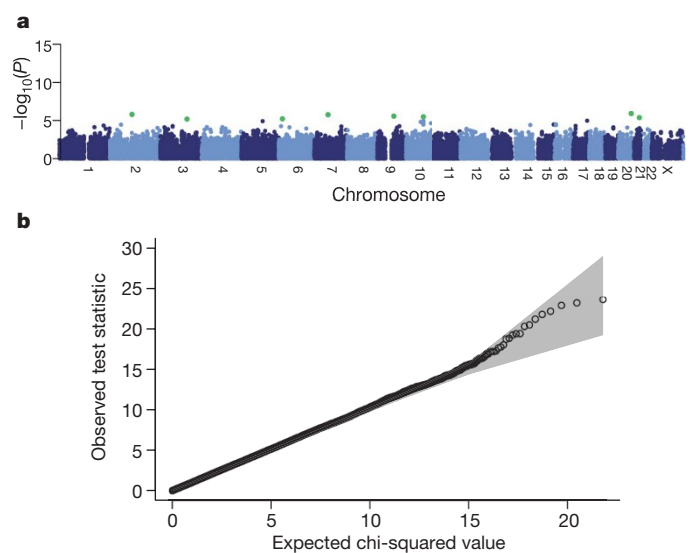 a
15
10
5
0
−log10(P)
1 2 3 4 5 6 7 8 9 10 11 12 13 14 15 16 17 18 19 20 21 22 X
Chromosome
b
30
25
20
15
10
5
0
Observed test statistic
0 5 10 15 20
Expected chi-squared value